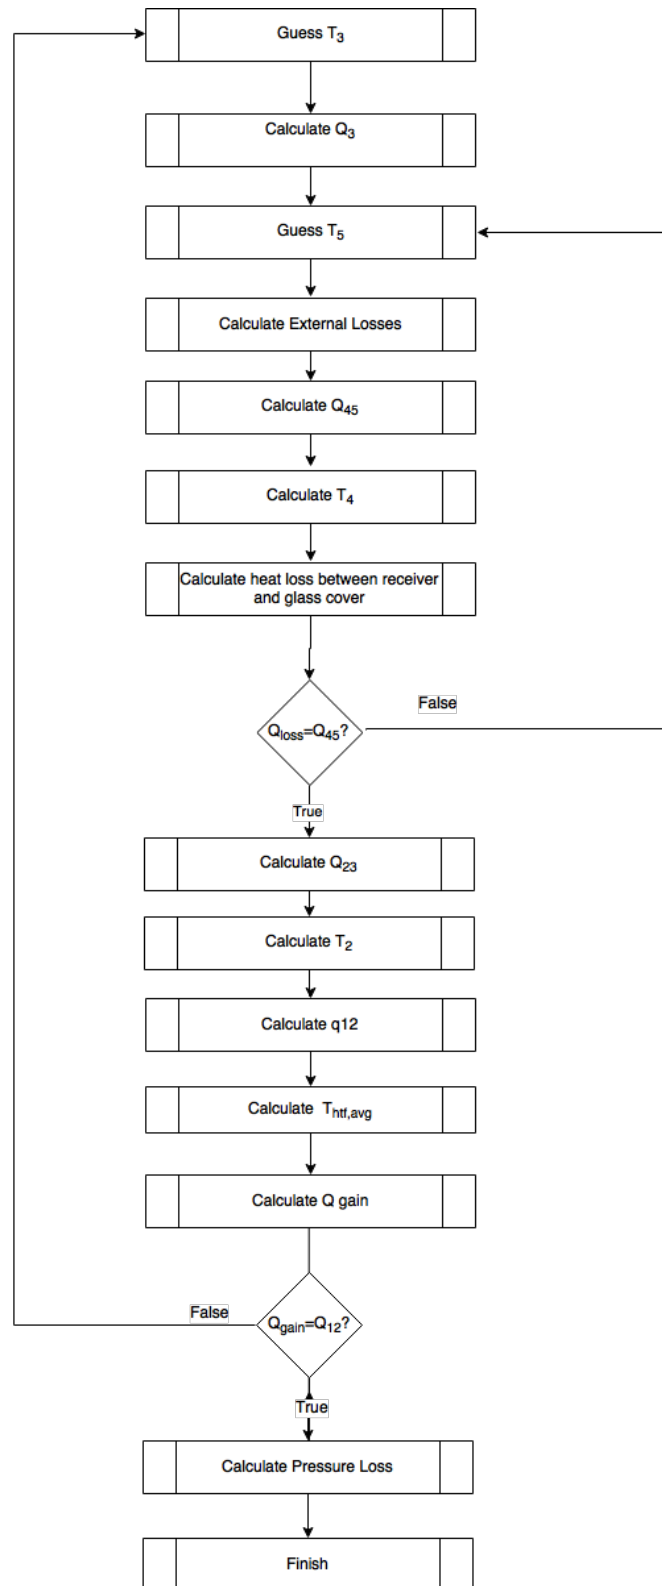 Guess T3
Calculate Q3
Guess T5
Calculate External Losses
Calculate Q45
Calculate T4
Calculate heat loss between receiver
and glass cover
False
Qloss=Q45?
True
Calculate Q23
Calculate T2
Calculate q12
Calculate Thtf,avg
Calculate Q gain
False
Qgain=Q12?
True
Calculate Pressure Loss
Finish